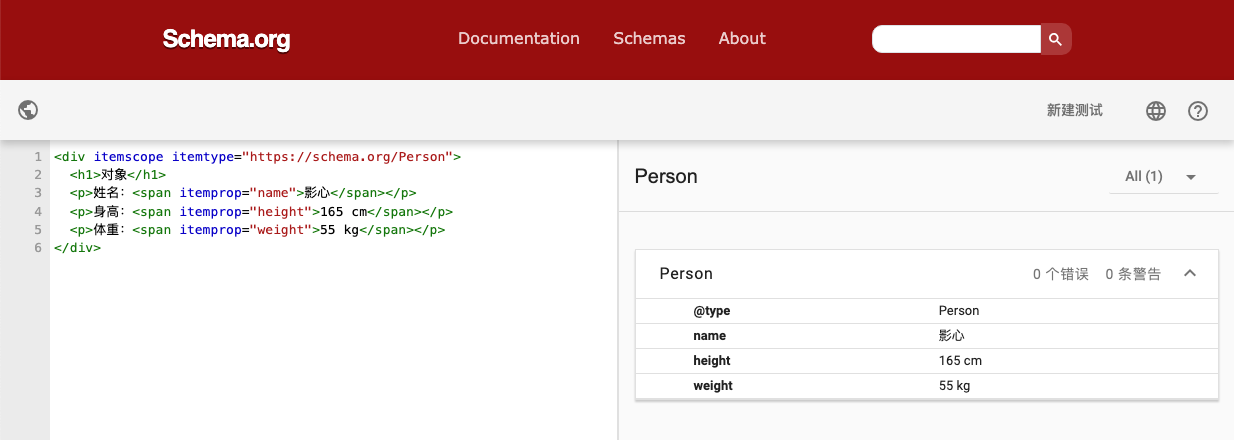 Schema.org Documentation Schemas About
新建测试
1 <div itemscope itemtype="https://schema.org/Person">
2   <h1>对象</h1>
3   <p>姓名：<span itemprop="name">影心</span></p>
4   <p>身高：<span itemprop="height">165 cm</span></p>
5   <p>体重：<span itemprop="weight">55 kg</span></p>
6 </div>
Person All (1)
Person 0 个错误 0 条警告
@type Person
name 影心
height 165 cm
weight 55 kg